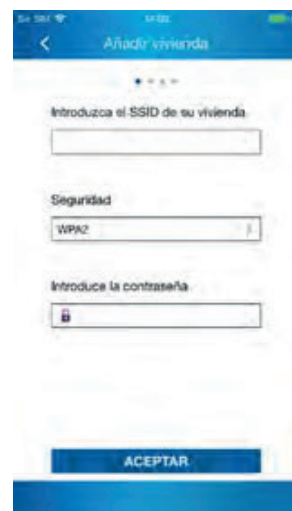 Añadir vivienda
Introduzca el SSID de su vivienda
Seguridad
WPA2
Introduce la contraseña
ACEPTAR